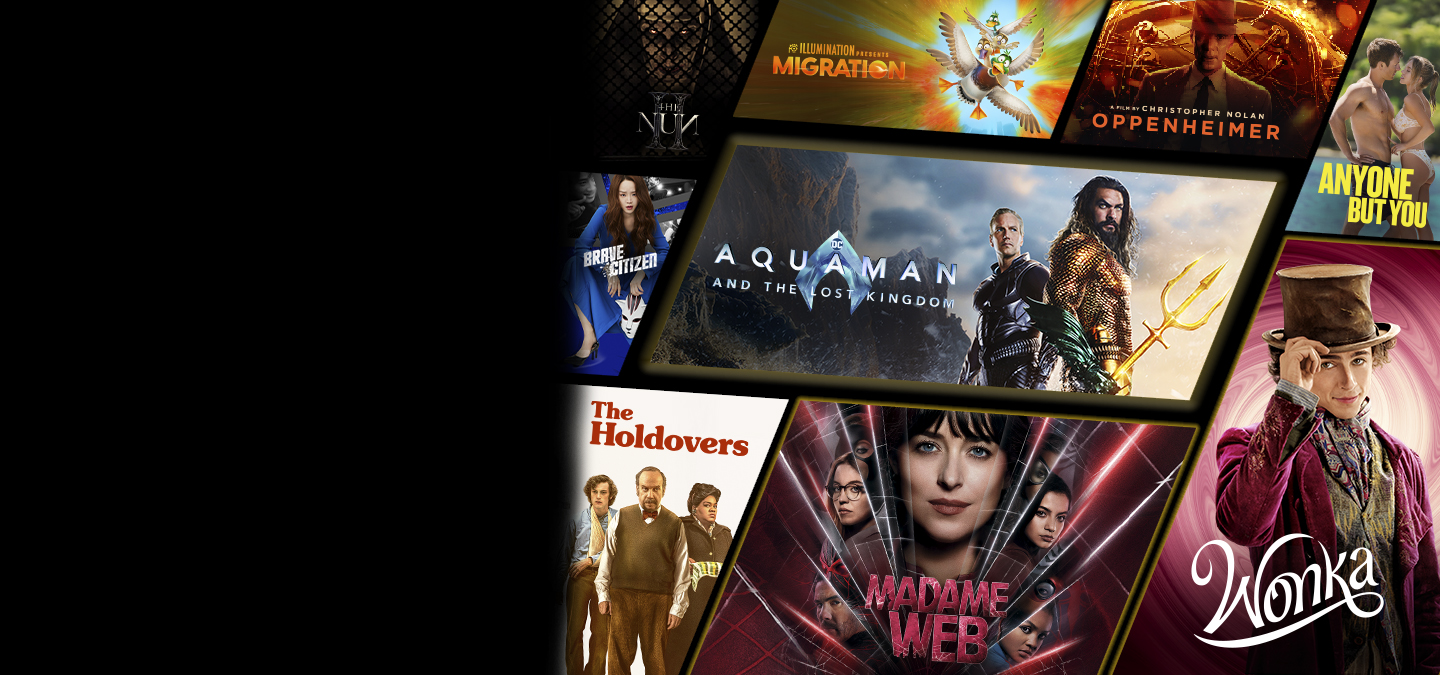 THE
II
NUN
ILLUMINATION PRESENTS
MIGRATION
A FILM BY CHRISTOPHER NOLAN
OPPENHEIMER
ANYONE
BUT YOU
BRAVE
CITIZEN
DC
AQUAMAN
AND THE LOST KINGDOM
The
Holdovers
MADAME
WEB
Wonka